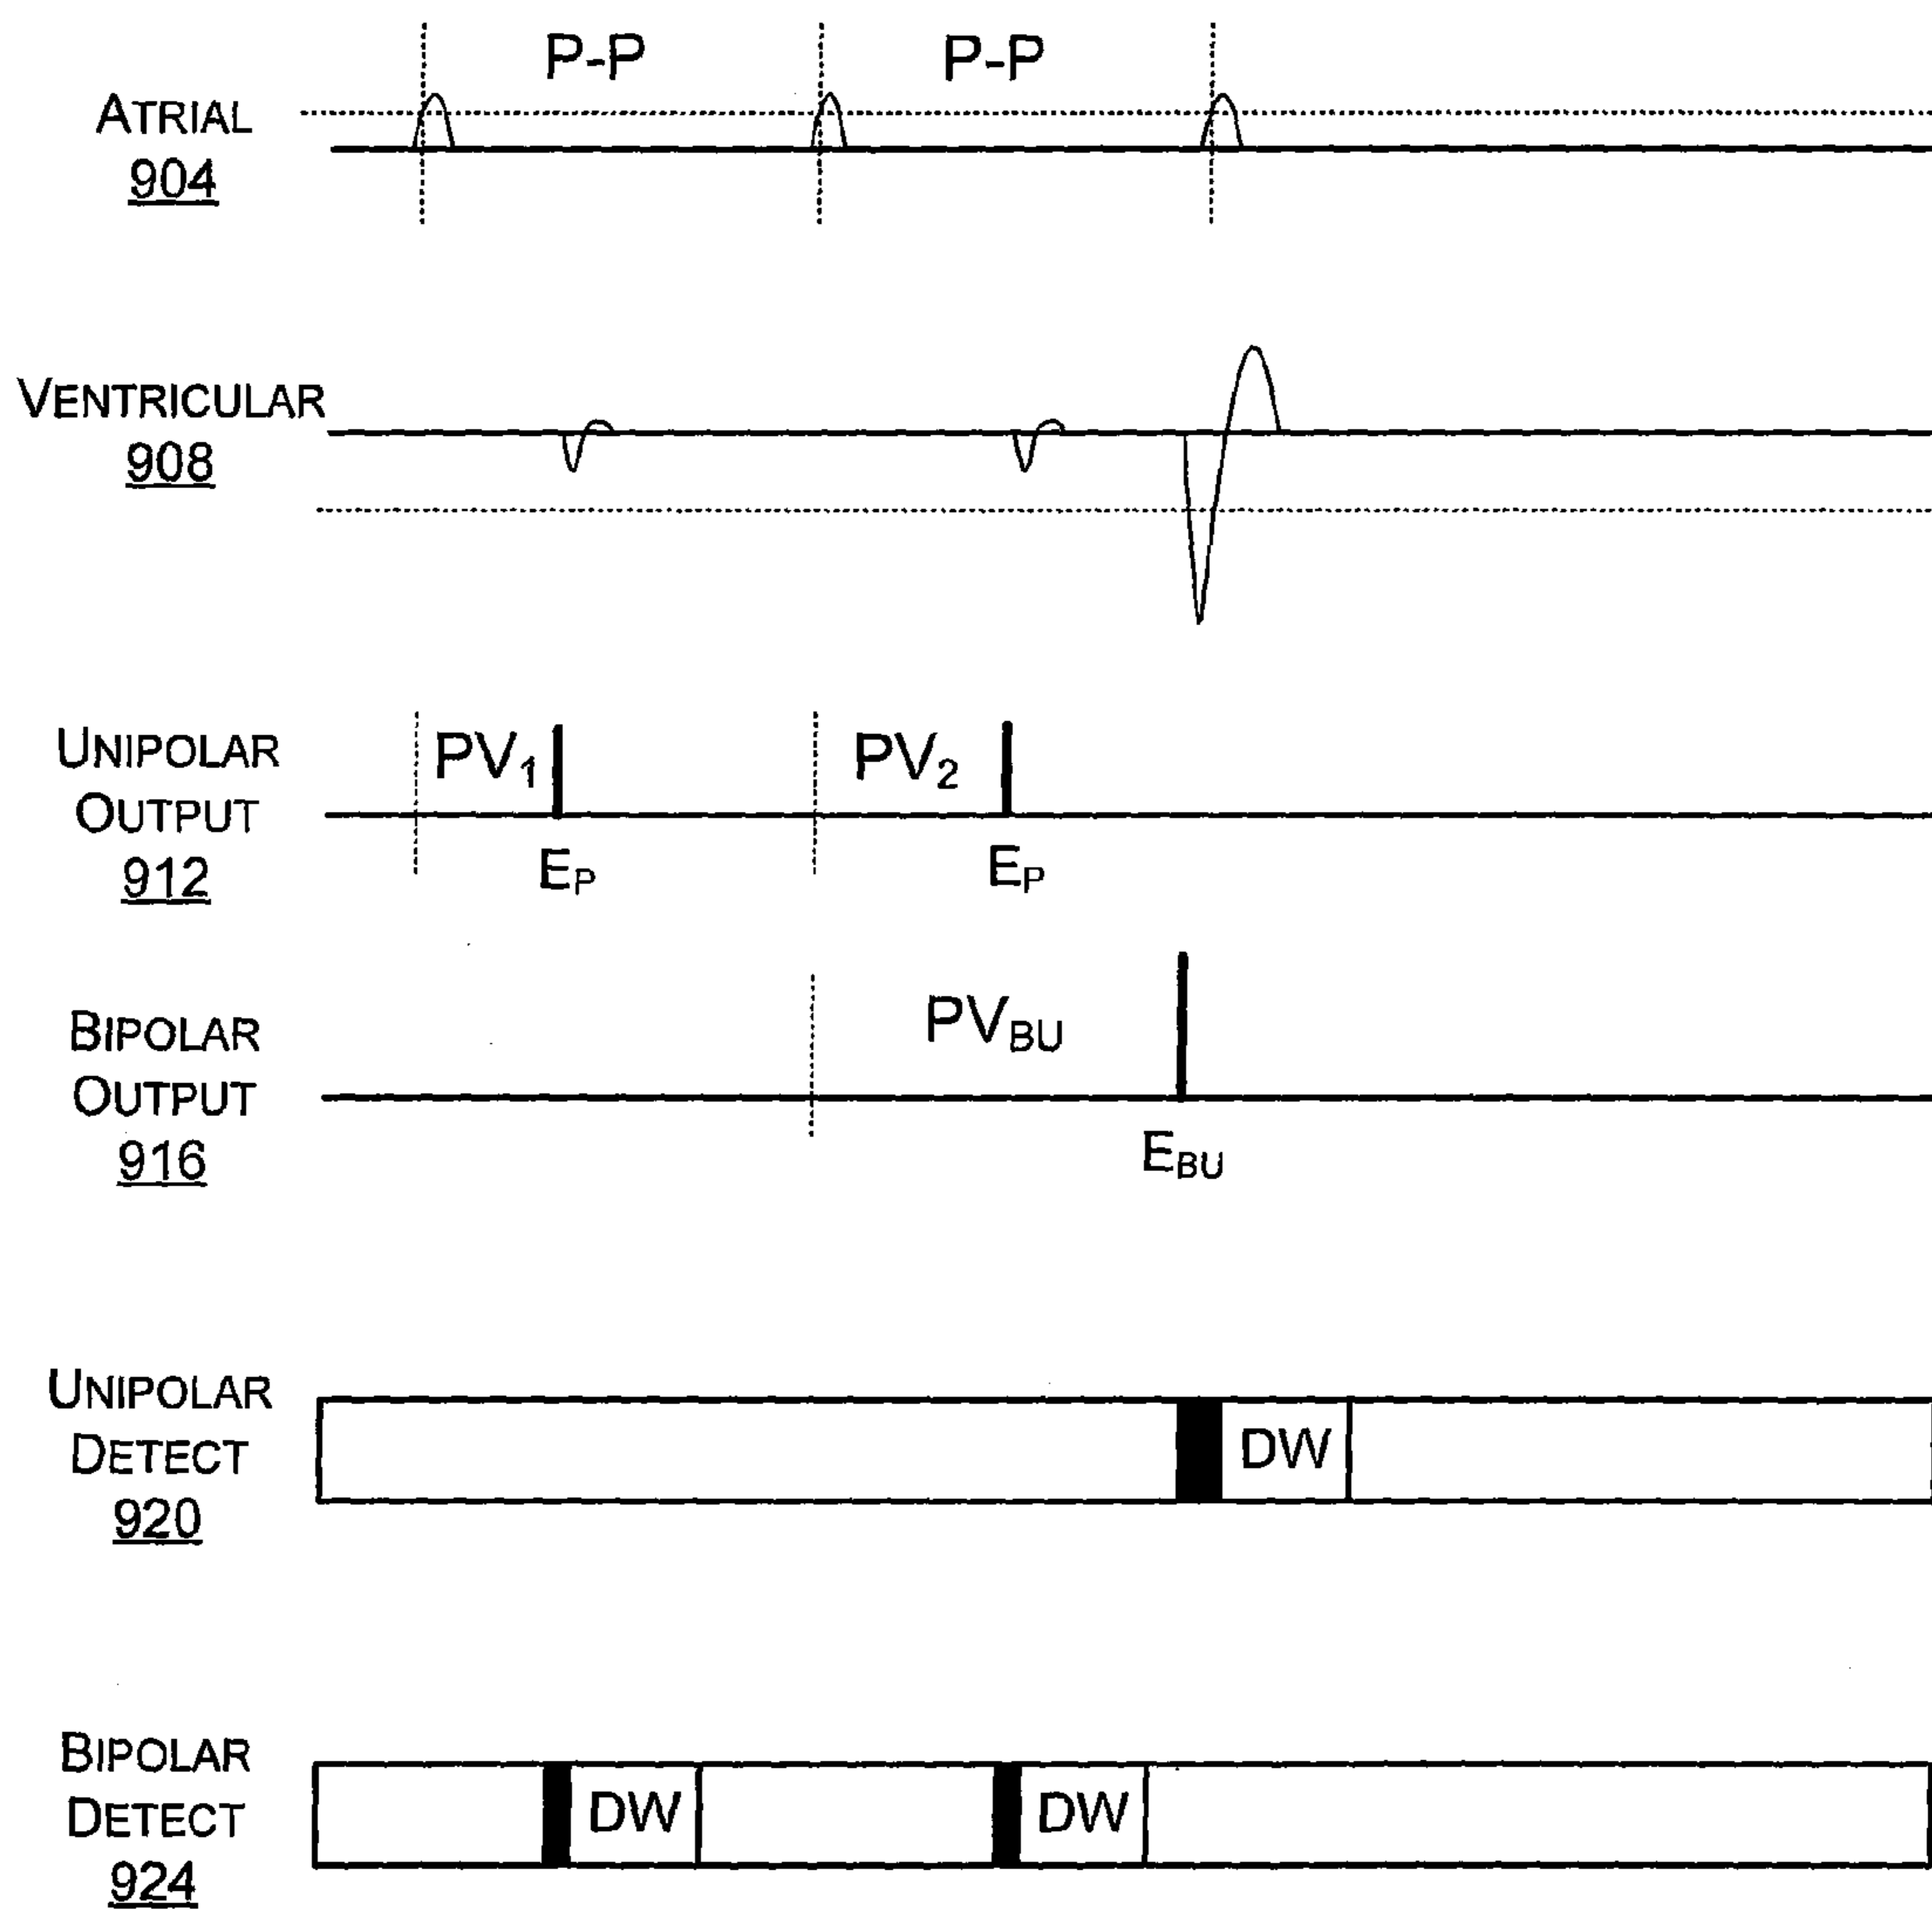 P-P P-P
ATRIAL
904
VENTRICULAR
908
UNIPOLAR
OUTPUT
912
PV1 PV2
EP EP
BIPOLAR
OUTPUT
916
PVBU
EBU
UNIPOLAR
DETECT
920
DW
BIPOLAR
DETECT
924
DW DW